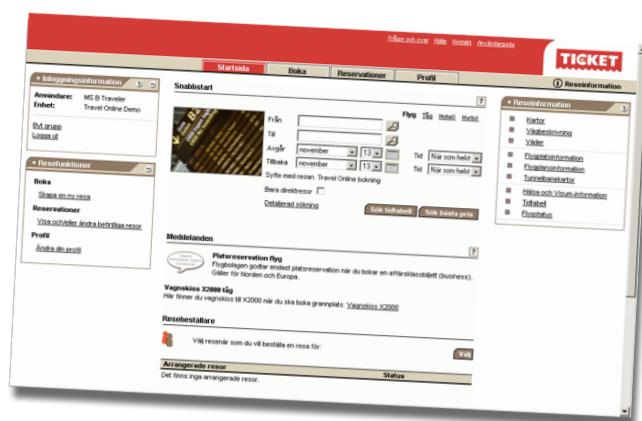 Frågor och svar Hjälp Kontakt Användarguide
TICKET
Startsida Boka Reservationer Profil
Reseinformation
Inloggningsinformation
Användare: MS B Traveler
Enhet: Travel Online Demo
Byt grupp
Logga ut
Resefunktioner
Boka
Skapa en ny resa
Reservationer
Visa och/eller ändra befintliga resor
Profil
Ändra din profil
Snabbstart
Flyg Tåg Hotell Hyrbil
Från
Till
Avgår november 13 Tid När som helst
Tillbaka november 13 Tid När som helst
Syfte med resan Travel Online bokning
Bara direktresor
Detaljerad sökning
Sök tidtabell Sök bästa pris
Meddelanden
Platsreservation flyg
Flygbolagen godtar endast platsreservation när du bokar en affärsklassbiljett (business).
Gäller för Norden och Europa.
Vagnskiss X2000 tåg
Här finner du vagnskiss till X2000 när du ska boka grannplats: Vagnskiss X2000
Resebeställare
Välj resenär som du vill beställa en resa för:
Välj
Arrangerade resor Status
Det finns inga arrangerade resor.
Reseinformation
Kartor
Vägbeskrivning
Väder
Flygplatsinformation
Flygplansinformation
Tunnelbanekartor
Hälsa och Visum-information
Tidtabell
Flygstatus